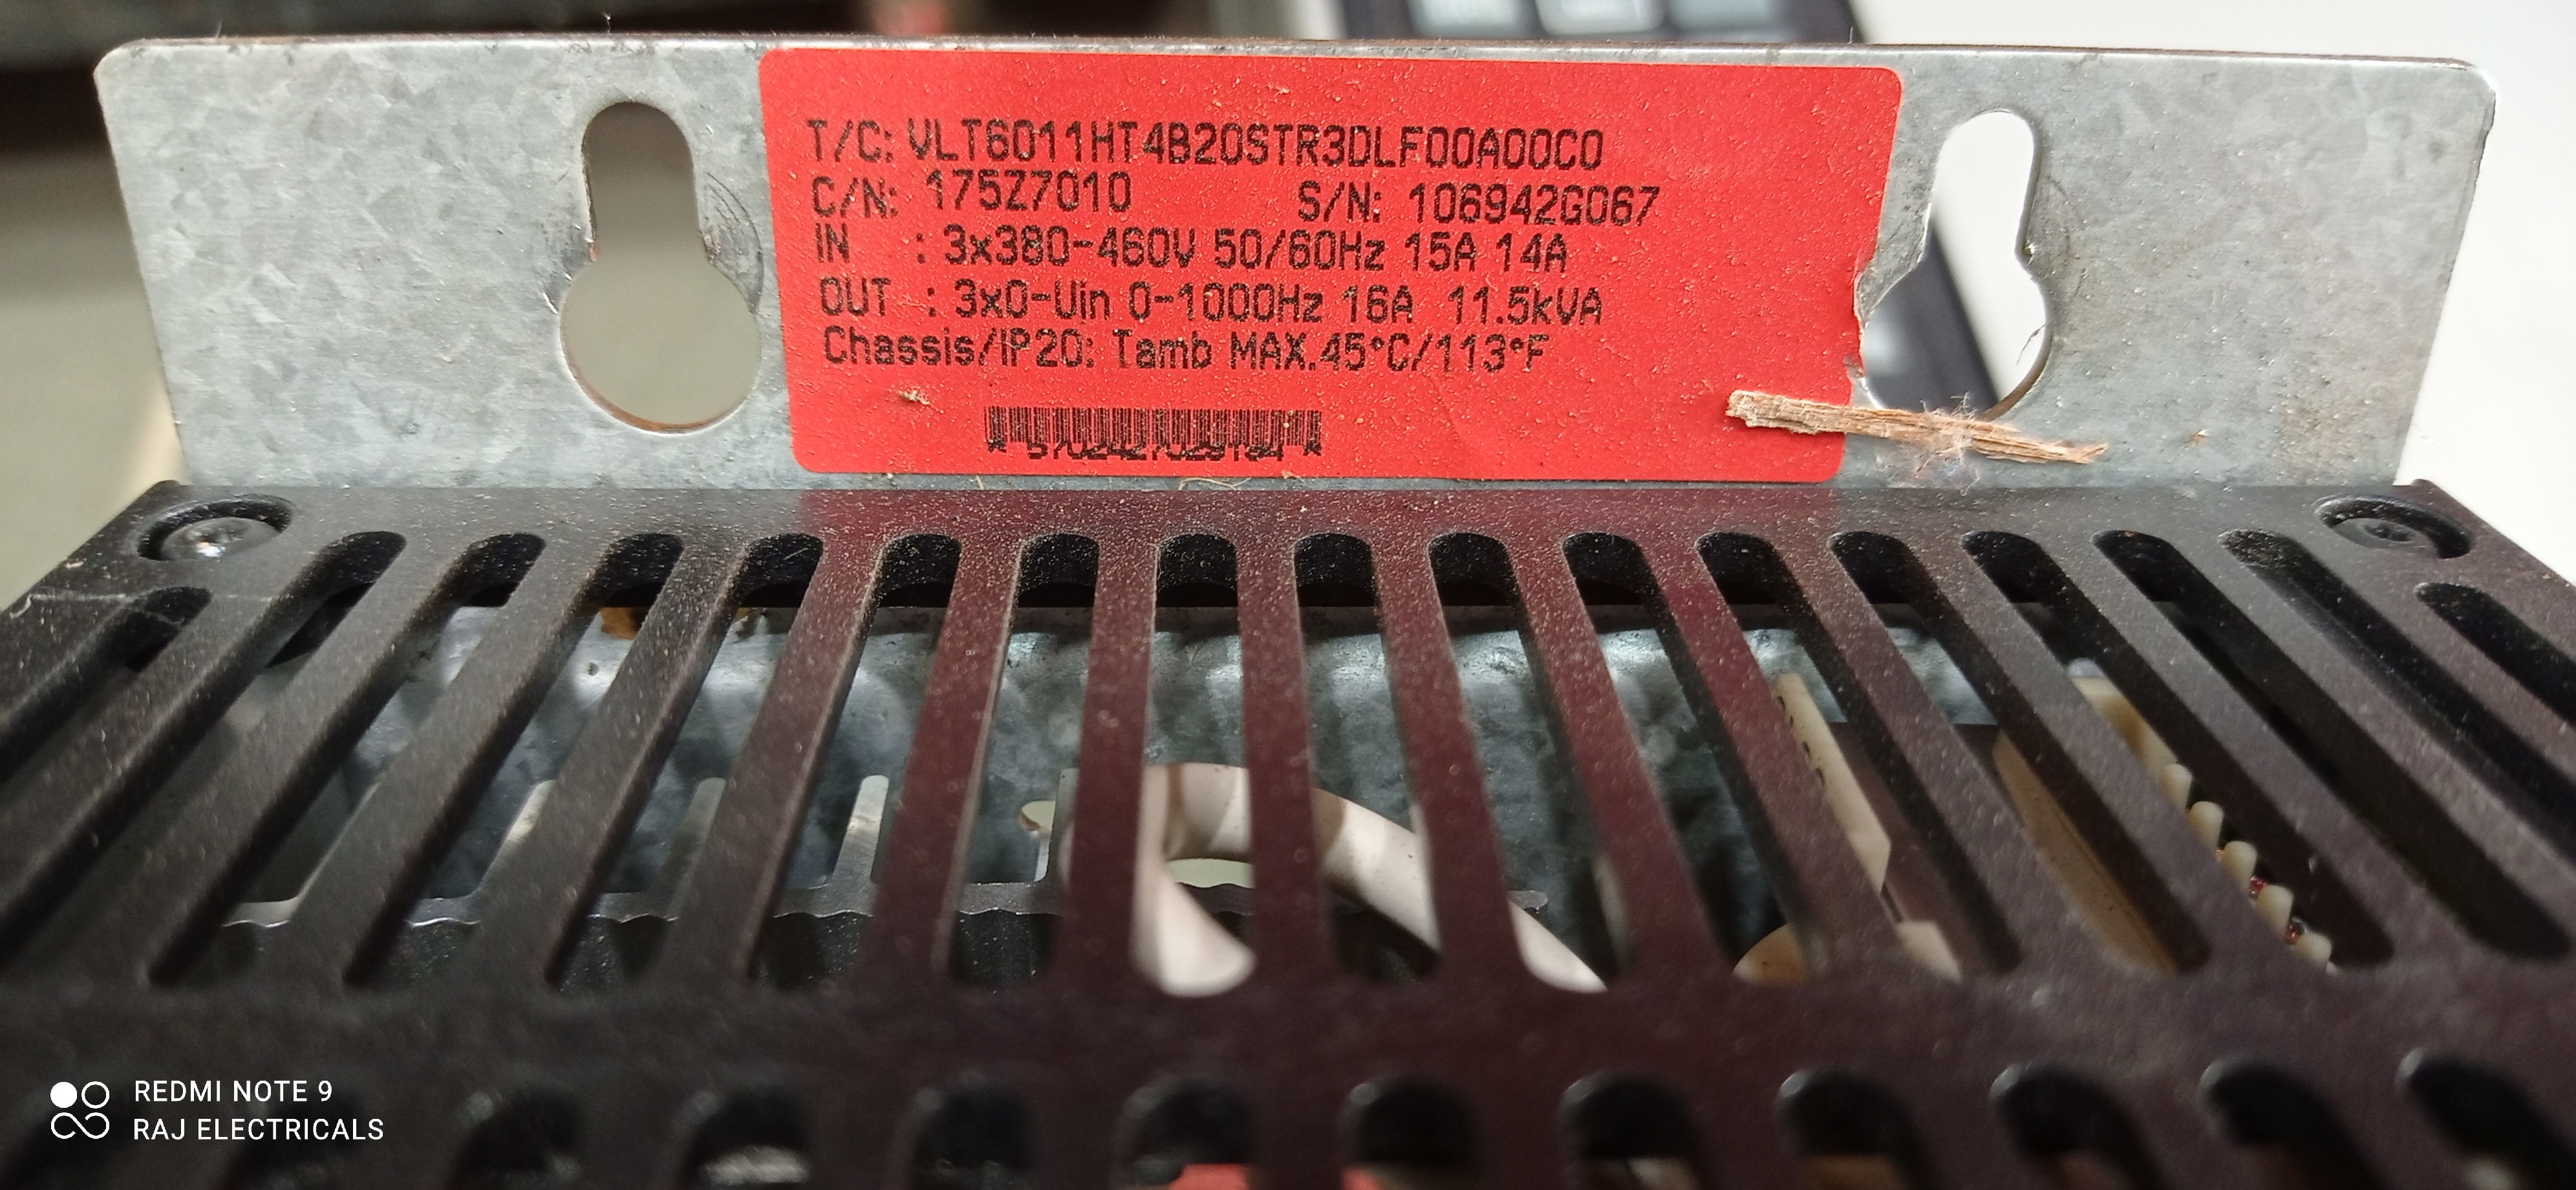 T/C: VLT6011HT4B20STR3DLF00A00C0
C/N: 175Z7010 S/N: 106942G067
IN : 3x380-460V 50/60Hz 15A 14A
OUT : 3x0-Uin 0-1000Hz 16A 11.5kVA
Chassis/IP20: Tamb MAX.45°C/113°F
REDMI NOTE 9
RAJ ELECTRICALS